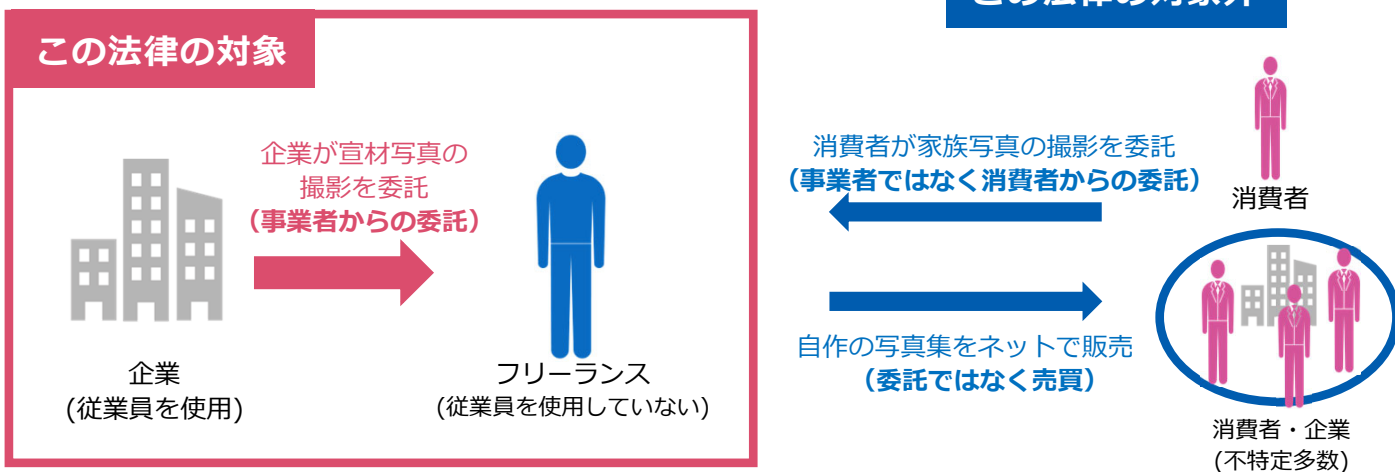 この法律の対象
企業が宣材写真の
撮影を委託
（事業者からの委託）
企業
(従業員を使用)
フリーランス
(従業員を使用していない)
消費者が家族写真の撮影を委託
（事業者ではなく消費者からの委託）
消費者
自作の写真集をネットで販売
（委託ではなく売買）
消費者・企業
(不特定多数)